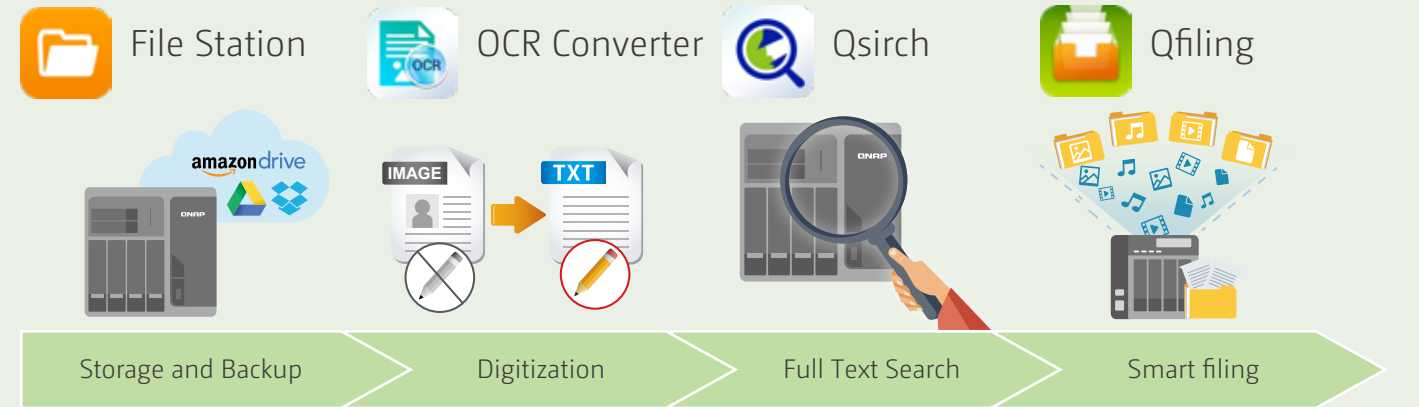 File Station
OCR Converter
Qsirch
Qfiling
OCR
amazondrive
QNAP
IMAGE
TXT
QNAP
Storage and Backup
Digitization
Full Text Search
Smart filing